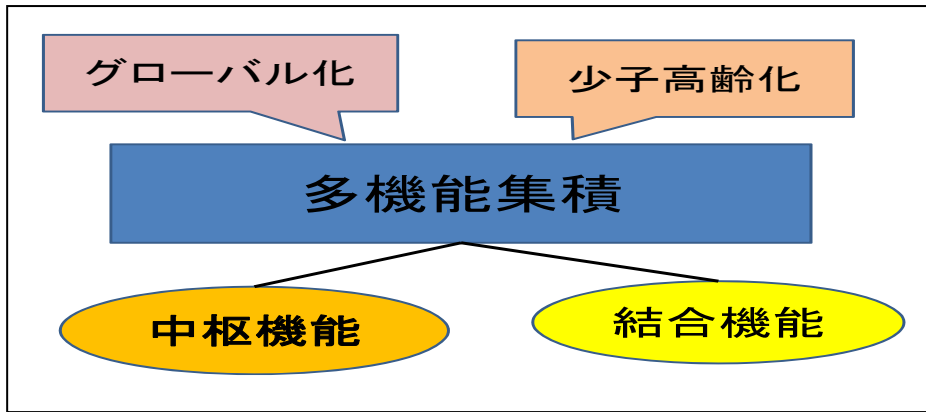 グローバル化
少子高齢化
多機能集積
中枢機能
結合機能